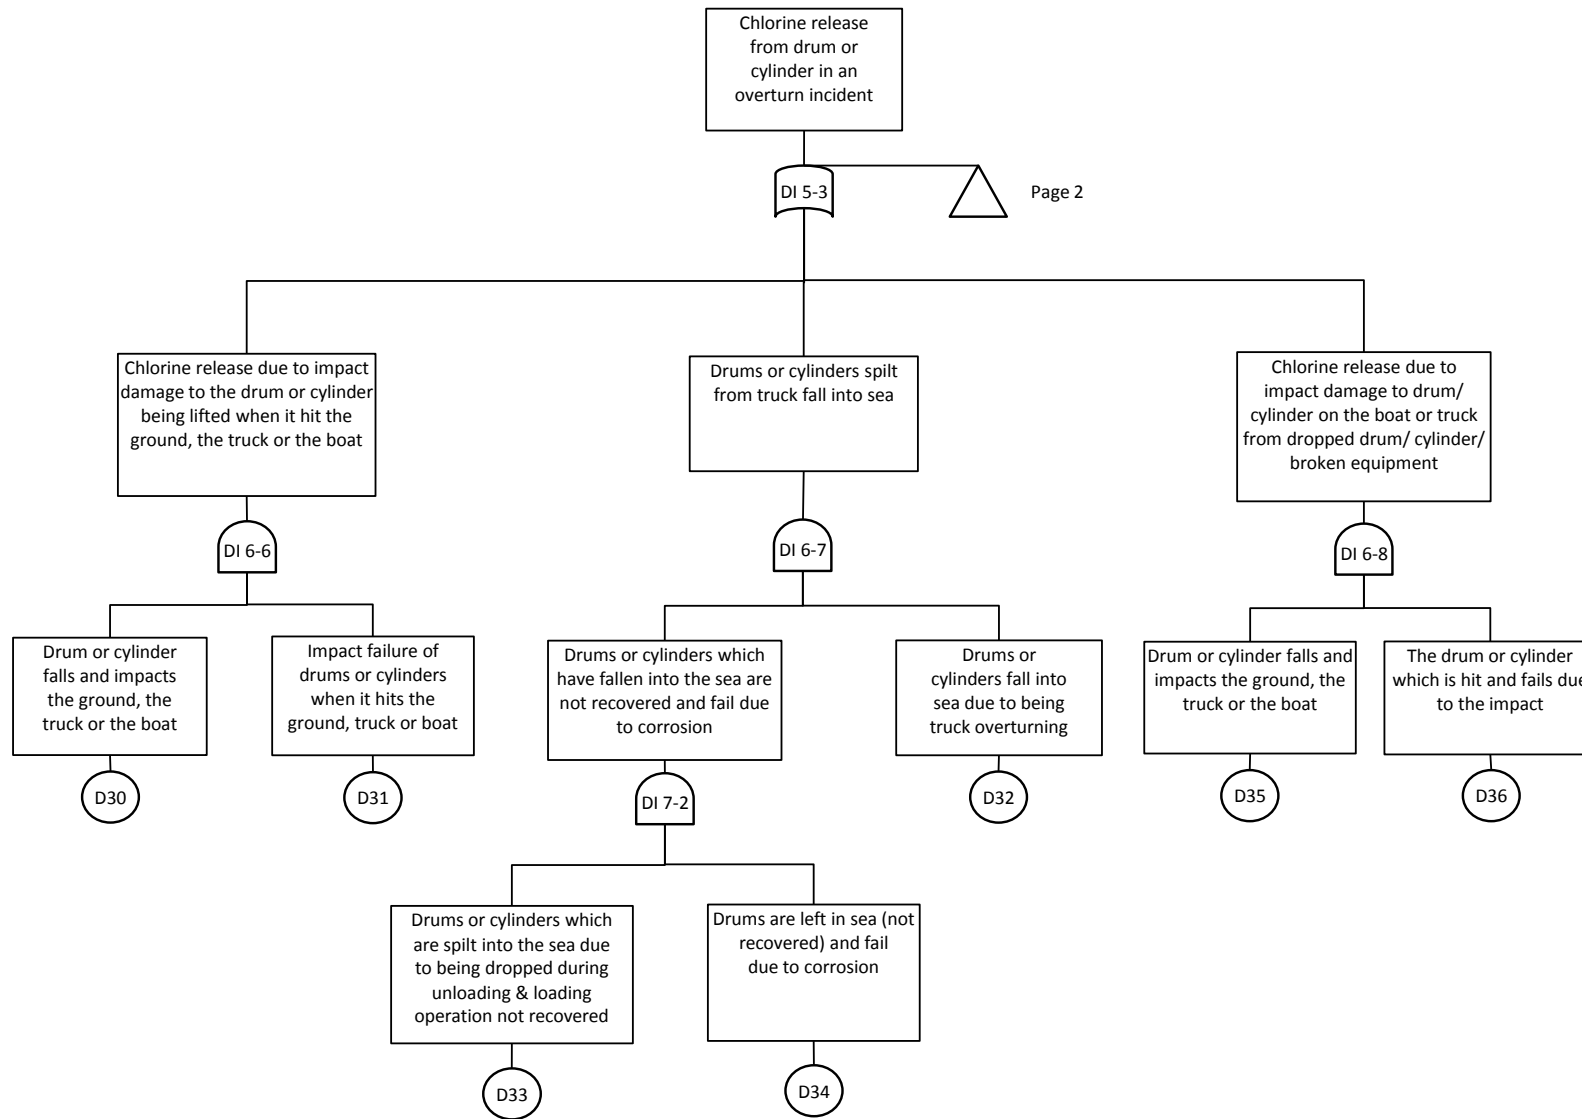 Chlorine release
from drum or
cylinder in an
overturn incident
DI 5-3
Page 2
Chlorine release due to impact
damage to the drum or cylinder
being lifted when it hit the
ground, the truck or the boat
Drums or cylinders spilt
from truck fall into sea
Chlorine release due to
impact damage to drum/
cylinder on the boat or truck
from dropped drum/ cylinder/
broken equipment
DI 6-6
DI 6-7
DI 6-8
Drum or cylinder
falls and impacts
the ground, the
truck or the boat
Impact failure of
drums or cylinders
when it hits the
ground, truck or boat
Drums or cylinders which
have fallen into the sea are
not recovered and fail due
to corrosion
Drums or
cylinders fall into
sea due to being
truck overturning
Drum or cylinder falls and
impacts the ground, the
truck or the boat
The drum or cylinder
which is hit and fails due
to the impact
D30
D31
DI 7-2
D32
D35
D36
Drums or cylinders which
are spilt into the sea due
to being dropped during
unloading & loading
operation not recovered
Drums are left in sea (not
recovered) and fail
due to corrosion
D33
D34